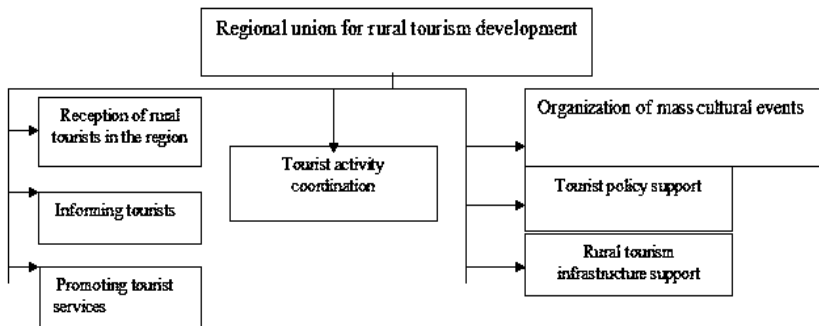 Regional union for rural tourism development
Reception of rural
tourists in the region
Informing tourists
Promoting tourist
services
Tourist activity
coordination
Organization of mass cultural events
Tourist policy support
Rural tourism
infrastructure support